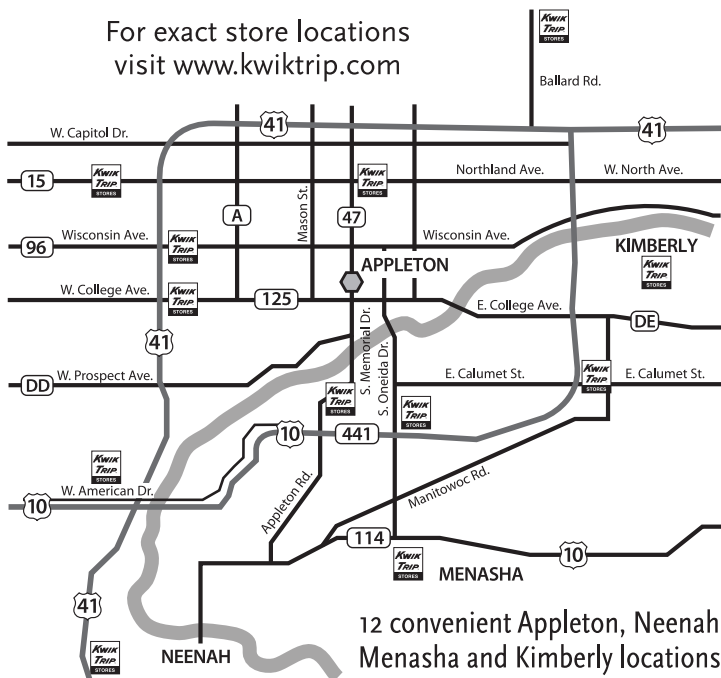 For exact store locations
visit www.kwiktrip.com
KWIK
TRIP
STORES
Ballard Rd.
41
41
W. Capitol Dr.
15
KWIK
TRIP
STORES
KWIK
TRIP
STORES
Northland Ave.
W. North Ave.
A
Mason St.
47
96
Wisconsin Ave.
KWIK
TRIP
STORES
Wisconsin Ave.
KIMBERLY
KWIK
TRIP
STORES
APPLETON
W. College Ave.
KWIK
TRIP
STORES
125
E. College Ave.
DE
41
S. Memorial Dr.
S. Oneida Dr.
DD
W. Prospect Ave.
KWIK
TRIP
STORES
E. Calumet St.
KWIK
TRIP
STORES
E. Calumet St.
KWIK
TRIP
STORES
10
441
KWIK
TRIP
STORES
W. American Dr.
10
Appleton Rd.
Manitowoc Rd.
114
10
KWIK
TRIP
STORES
MENASHA
41
KWIK
TRIP
STORES
NEENAH
12 convenient Appleton, Neenah
Menasha and Kimberly locations